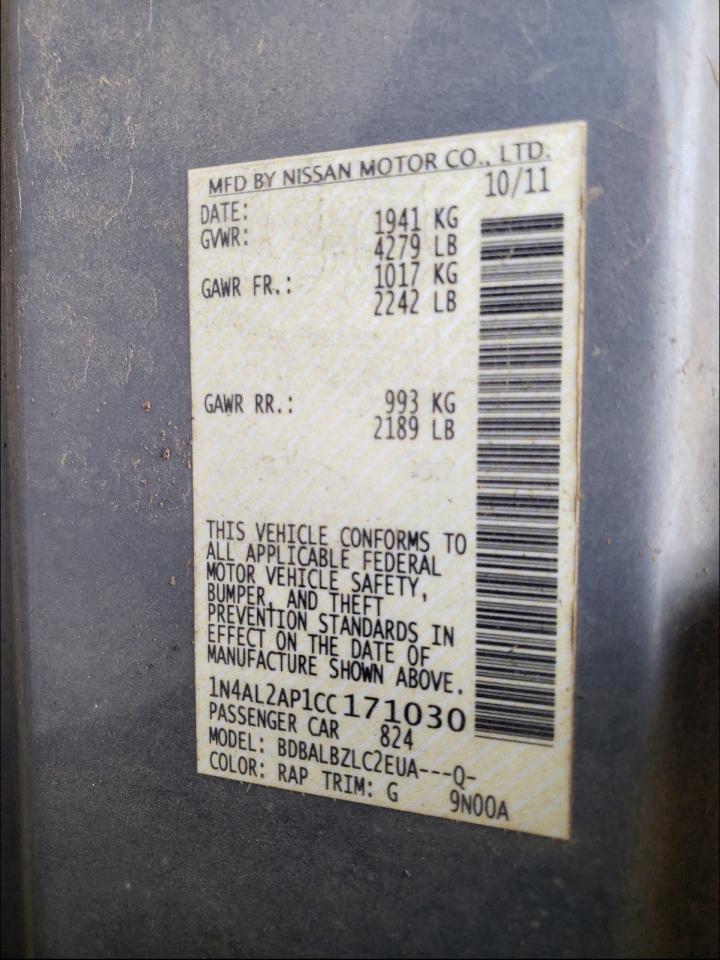 MFD BY NISSAN MOTOR CO., LTD.
DATE: 10/11
GVWR: 1941 KG
4279 LB
GAWR FR.: 1017 KG
2242 LB
GAWR RR.: 993 KG
2189 LB
THIS VEHICLE CONFORMS TO
ALL APPLICABLE FEDERAL
MOTOR VEHICLE SAFETY,
BUMPER, AND THEFT
PREVENTION STANDARDS IN
EFFECT ON THE DATE OF
MANUFACTURE SHOWN ABOVE.
1N4AL2AP1CC171030
PASSENGER CAR 824
MODEL: BDBALBZLC2EUA---Q-
COLOR: RAP TRIM: G 9N00A